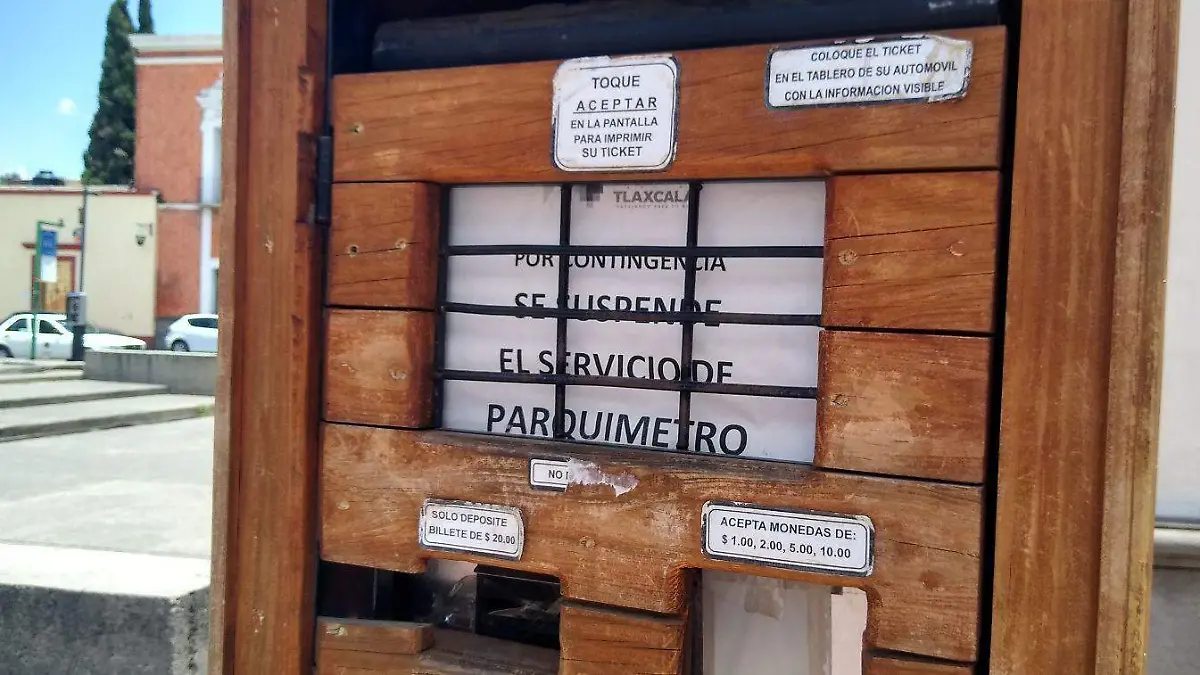 TOQUE
ACEPTAR
EN LA PANTALLA
PARA IMPRIMIR
SU TICKET
COLOQUE EL TICKET
EN EL TABLERO DE SU AUTOMOVIL
CON LA INFORMACION VISIBLE
TLAXCALA
POR CONTINGENCIA
SE SUSPENDE
EL SERVICIO DE
PARQUIMETRO
NO
SOLO DEPOSITE
BILLETE DE $ 20.00
ACEPTA MONEDAS DE:
$ 1.00, 2.00, 5.00, 10.00